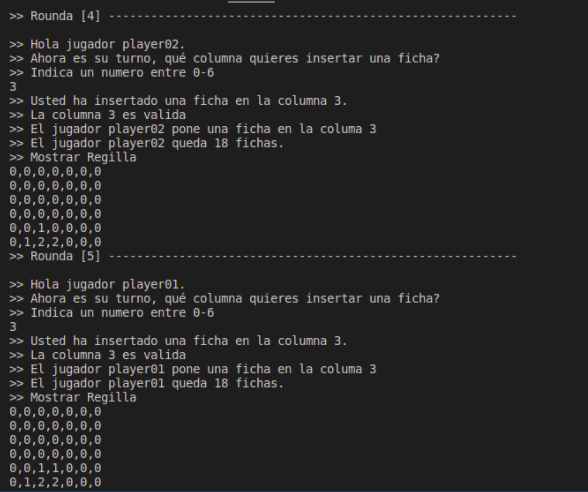 >> Rounda [4] ----------------------------------------------------------
>> Hola jugador player02.
>> Ahora es su turno, qué columna quieres insertar una ficha?
>> Indica un numero entre 0-6
3
>> Usted ha insertado una ficha en la columna 3.
>> La columna 3 es valida
>> El jugador player02 pone una ficha en la columa 3
>> El jugador player02 queda 18 fichas.
>> Mostrar Regilla
0,0,0,0,0,0,0
0,0,0,0,0,0,0
0,0,0,0,0,0,0
0,0,0,0,0,0,0
0,0,1,0,0,0,0
0,1,2,2,0,0,0
>> Rounda [5] ----------------------------------------------------------
>> Hola jugador player01.
>> Ahora es su turno, qué columna quieres insertar una ficha?
>> Indica un numero entre 0-6
3
>> Usted ha insertado una ficha en la columna 3.
>> La columna 3 es valida
>> El jugador player01 pone una ficha en la columa 3
>> El jugador player01 queda 18 fichas.
>> Mostrar Regilla
0,0,0,0,0,0,0
0,0,0,0,0,0,0
0,0,0,0,0,0,0
0,0,0,0,0,0,0
0,0,1,1,0,0,0
0,1,2,2,0,0,0